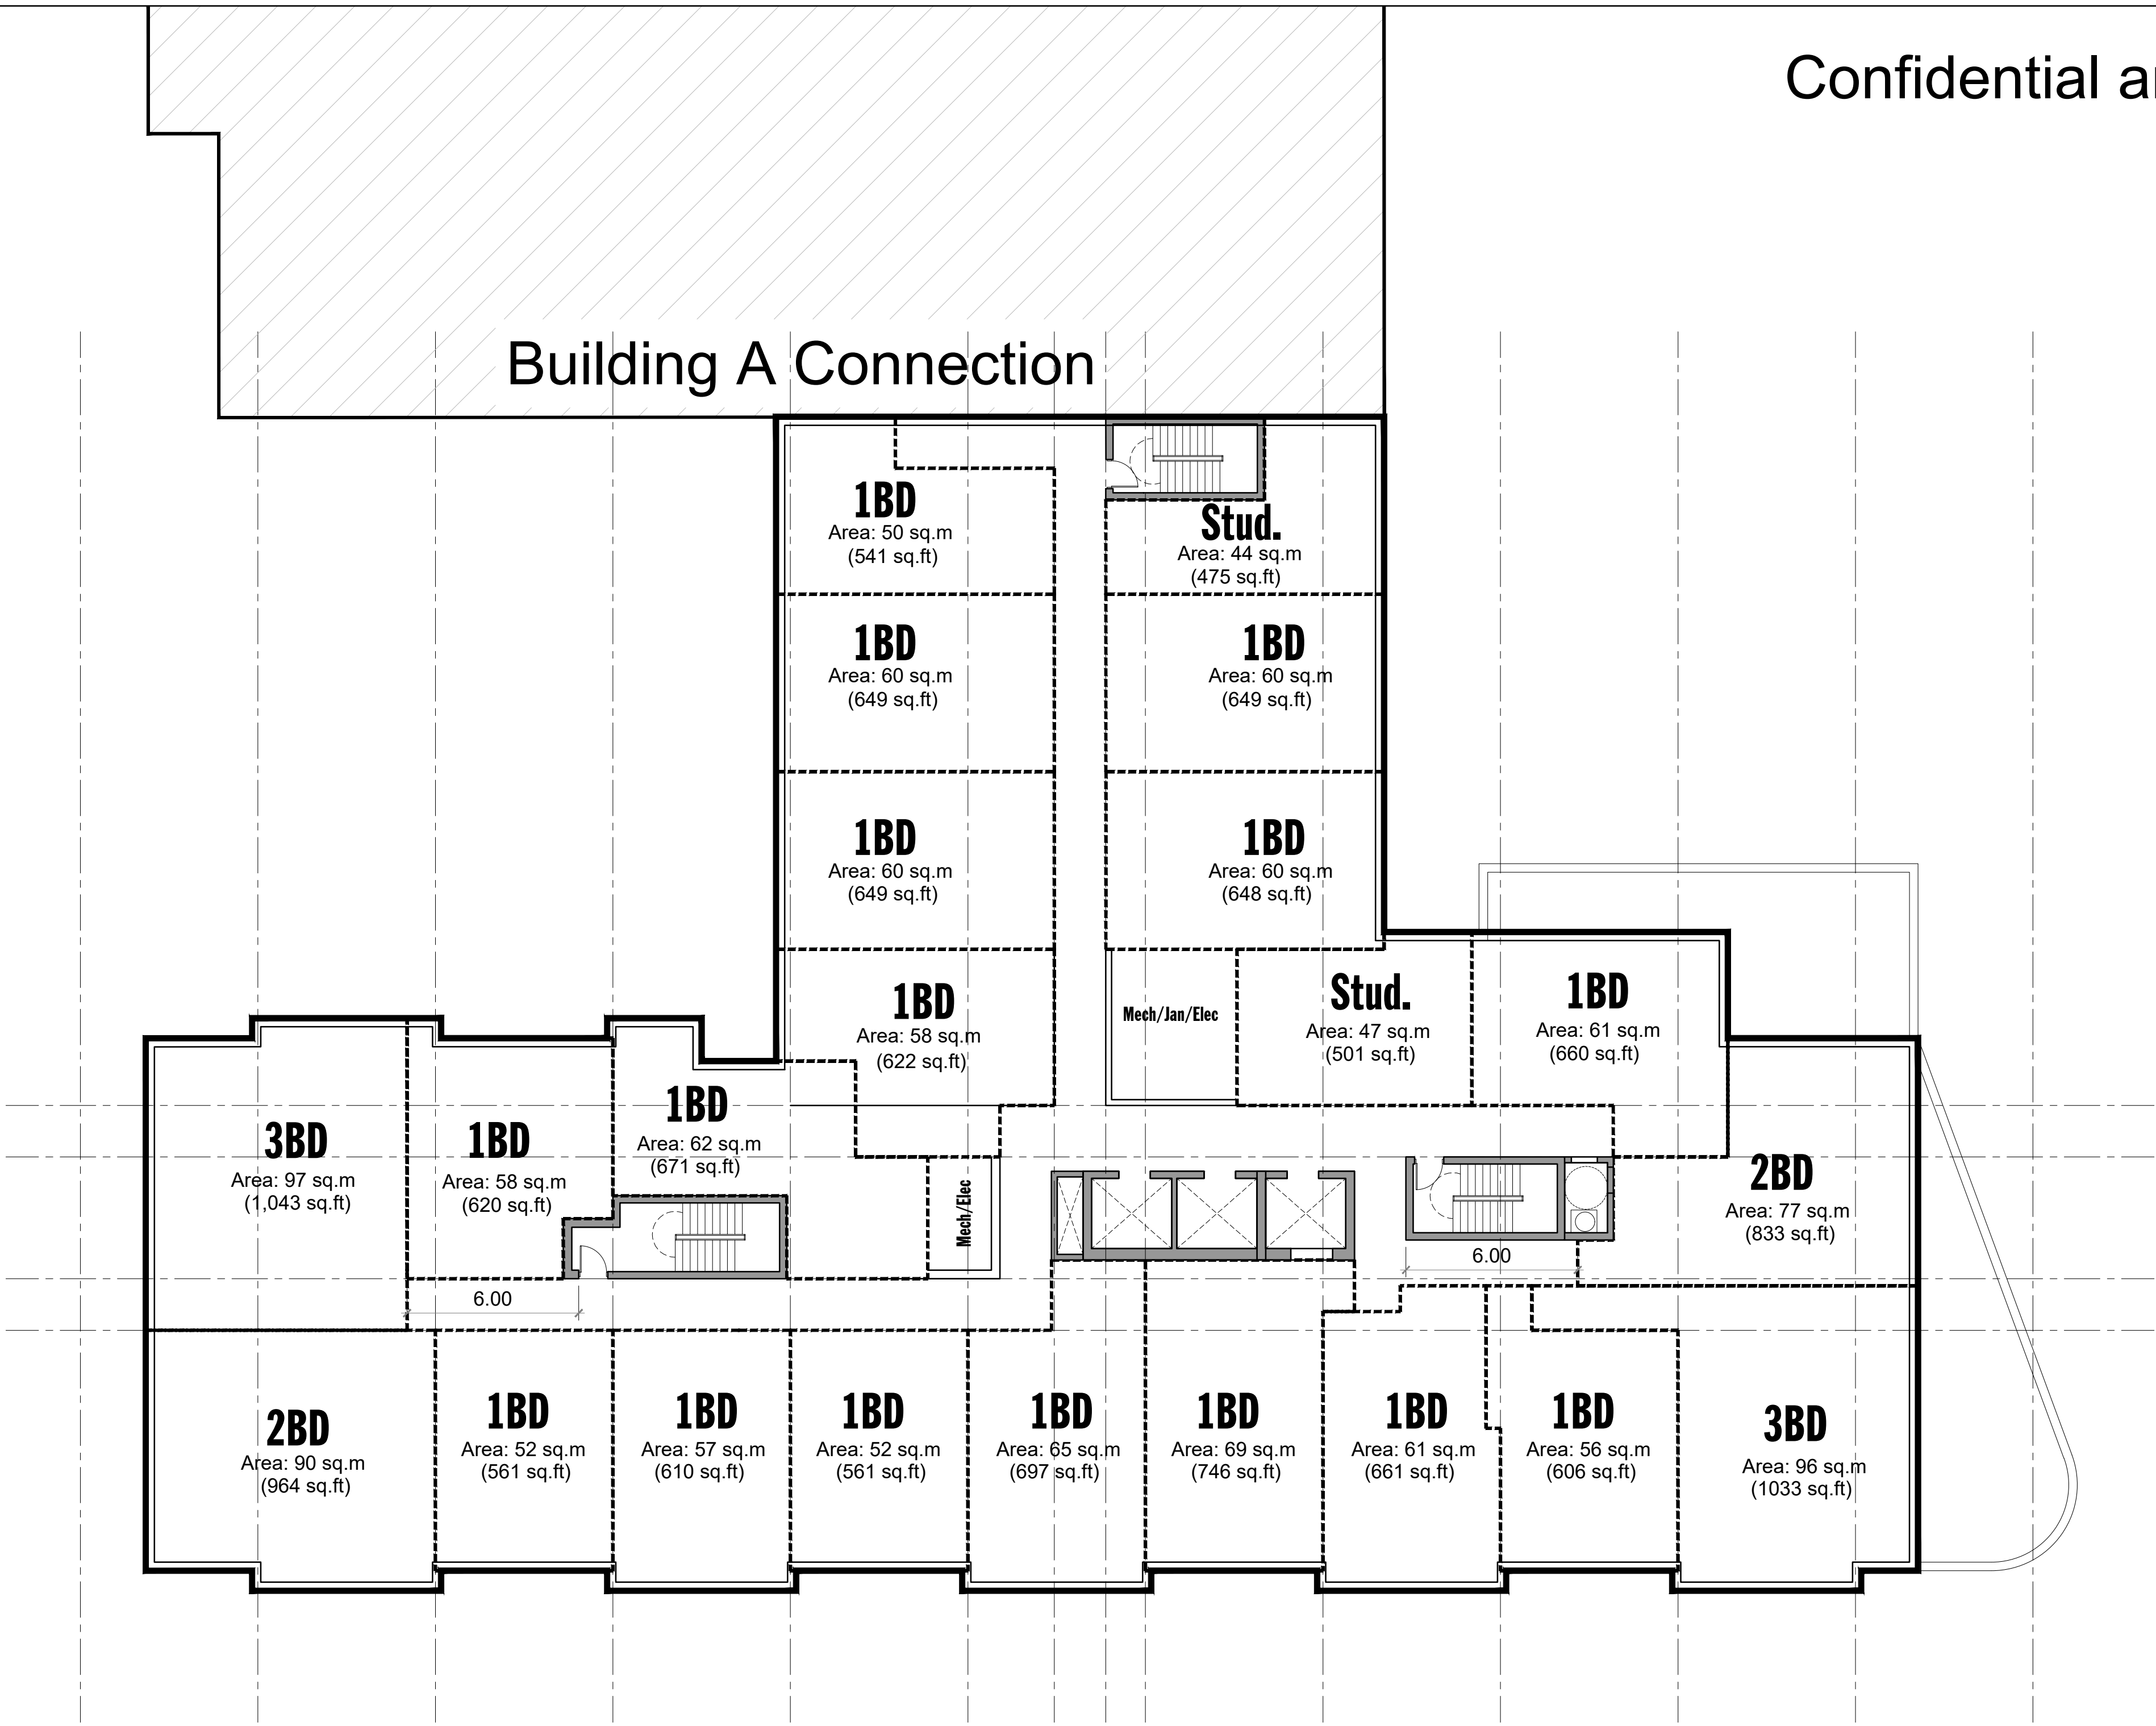 Confidential
Building A Connection
1BD
Area: 50 sq.m
(541 sq.ft)
Stud.
Area: 44 sq.m
(475 sq.ft)
1BD
Area: 60 sq.m
(649 sq.ft)
1BD
Area: 60 sq.m
(649 sq.ft)
1BD
Area: 60 sq.m
(649 sq.ft)
1BD
Area: 60 sq.m
(648 sq.ft)
1BD
Area: 58 sq.m
(622 sq.ft)
Mech/Jan/Elec
Stud.
Area: 47 sq.m
(501 sq.ft)
1BD
Area: 61 sq.m
(660 sq.ft)
3BD
Area: 97 sq.m
(1,043 sq.ft)
1BD
Area: 58 sq.m
(620 sq.ft)
1BD
Area: 62 sq.m
(671 sq.ft)
Mech/Elec
2BD
Area: 77 sq.m
(833 sq.ft)
6.00
6.00
2BD
Area: 90 sq.m
(964 sq.ft)
1BD
Area: 52 sq.m
(561 sq.ft)
1BD
Area: 57 sq.m
(610 sq.ft)
1BD
Area: 52 sq.m
(561 sq.ft)
1BD
Area: 65 sq.m
(697 sq.ft)
1BD
Area: 69 sq.m
(746 sq.ft)
1BD
Area: 61 sq.m
(661 sq.ft)
1BD
Area: 56 sq.m
(606 sq.ft)
3BD
Area: 96 sq.m
(1033 sq.ft)